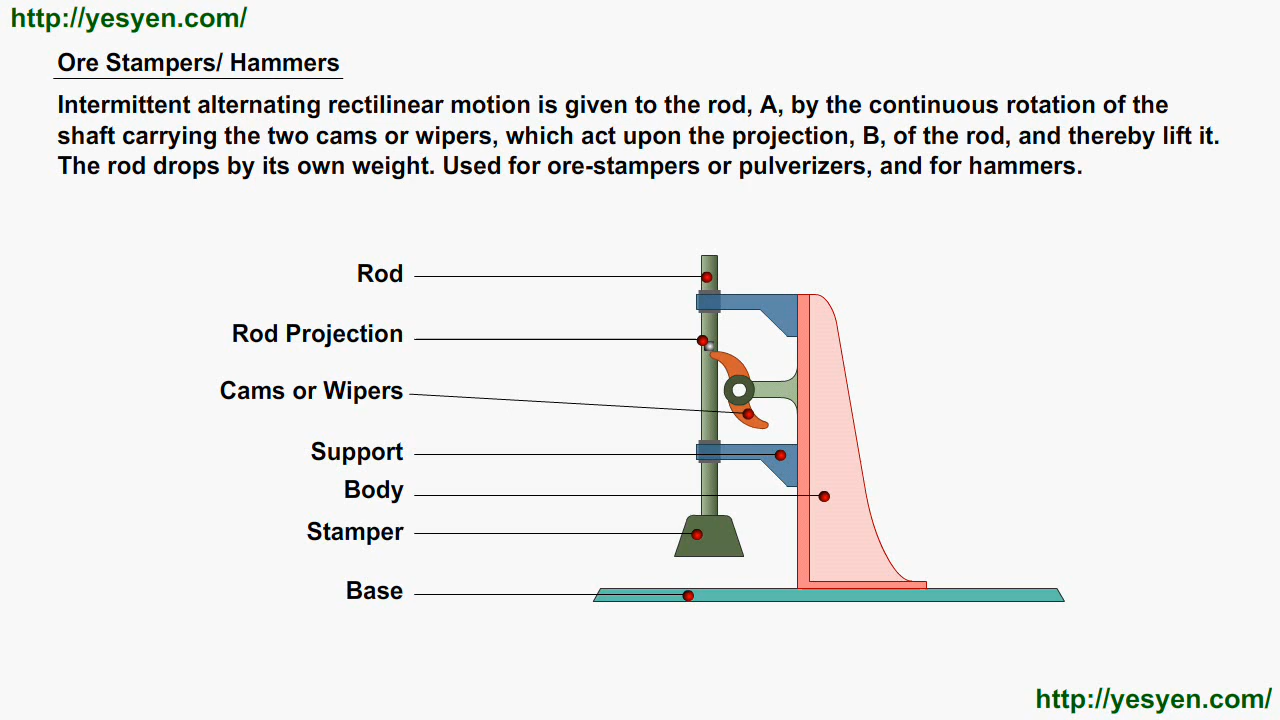 http://yesyen.com/
Ore Stampers/ Hammers
Intermittent alternating rectilinear motion is given to the rod, A, by the continuous rotation of the
shaft carrying the two cams or wipers, which act upon the projection, B, of the rod, and thereby lift it.
The rod drops by its own weight. Used for ore-stampers or pulverizers, and for hammers.
Rod
Rod Projection
Cams or Wipers
Support
Body
Stamper
Base
http://yesyen.com/